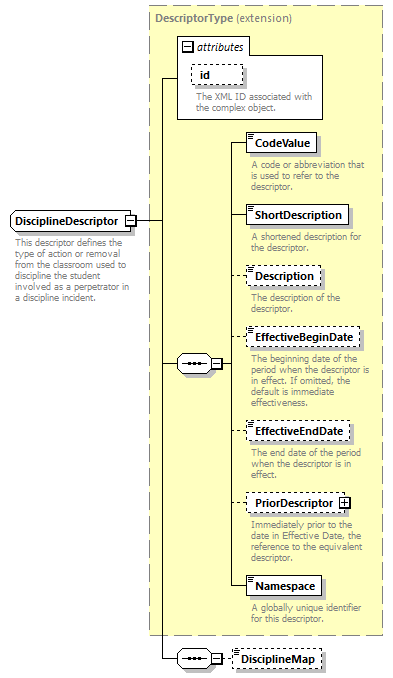 DescriptorType (extension)
attributes
id
The XML ID associated with
the complex object.
CodeValue
A code or abbreviation that
is used to refer to the
descriptor.
DisciplineDescriptor
This descriptor defines the
type of action or removal
from the classroom used to
discipline the student
involved as a perpetrator in
a discipline incident.
ShortDescription
A shortened description for
the descriptor.
Description
The description of the
descriptor.
EffectiveBeginDate
The beginning date of the
period when the descriptor is
in effect. If omitted, the
default is immediate
effectiveness.
EffectiveEndDate
The end date of the period
when the descriptor is in
effect.
PriorDescriptor
Immediately prior to the
date in Effective Date, the
reference to the equivalent
descriptor.
Namespace
A globally unique identifier
for this descriptor.
DisciplineMap